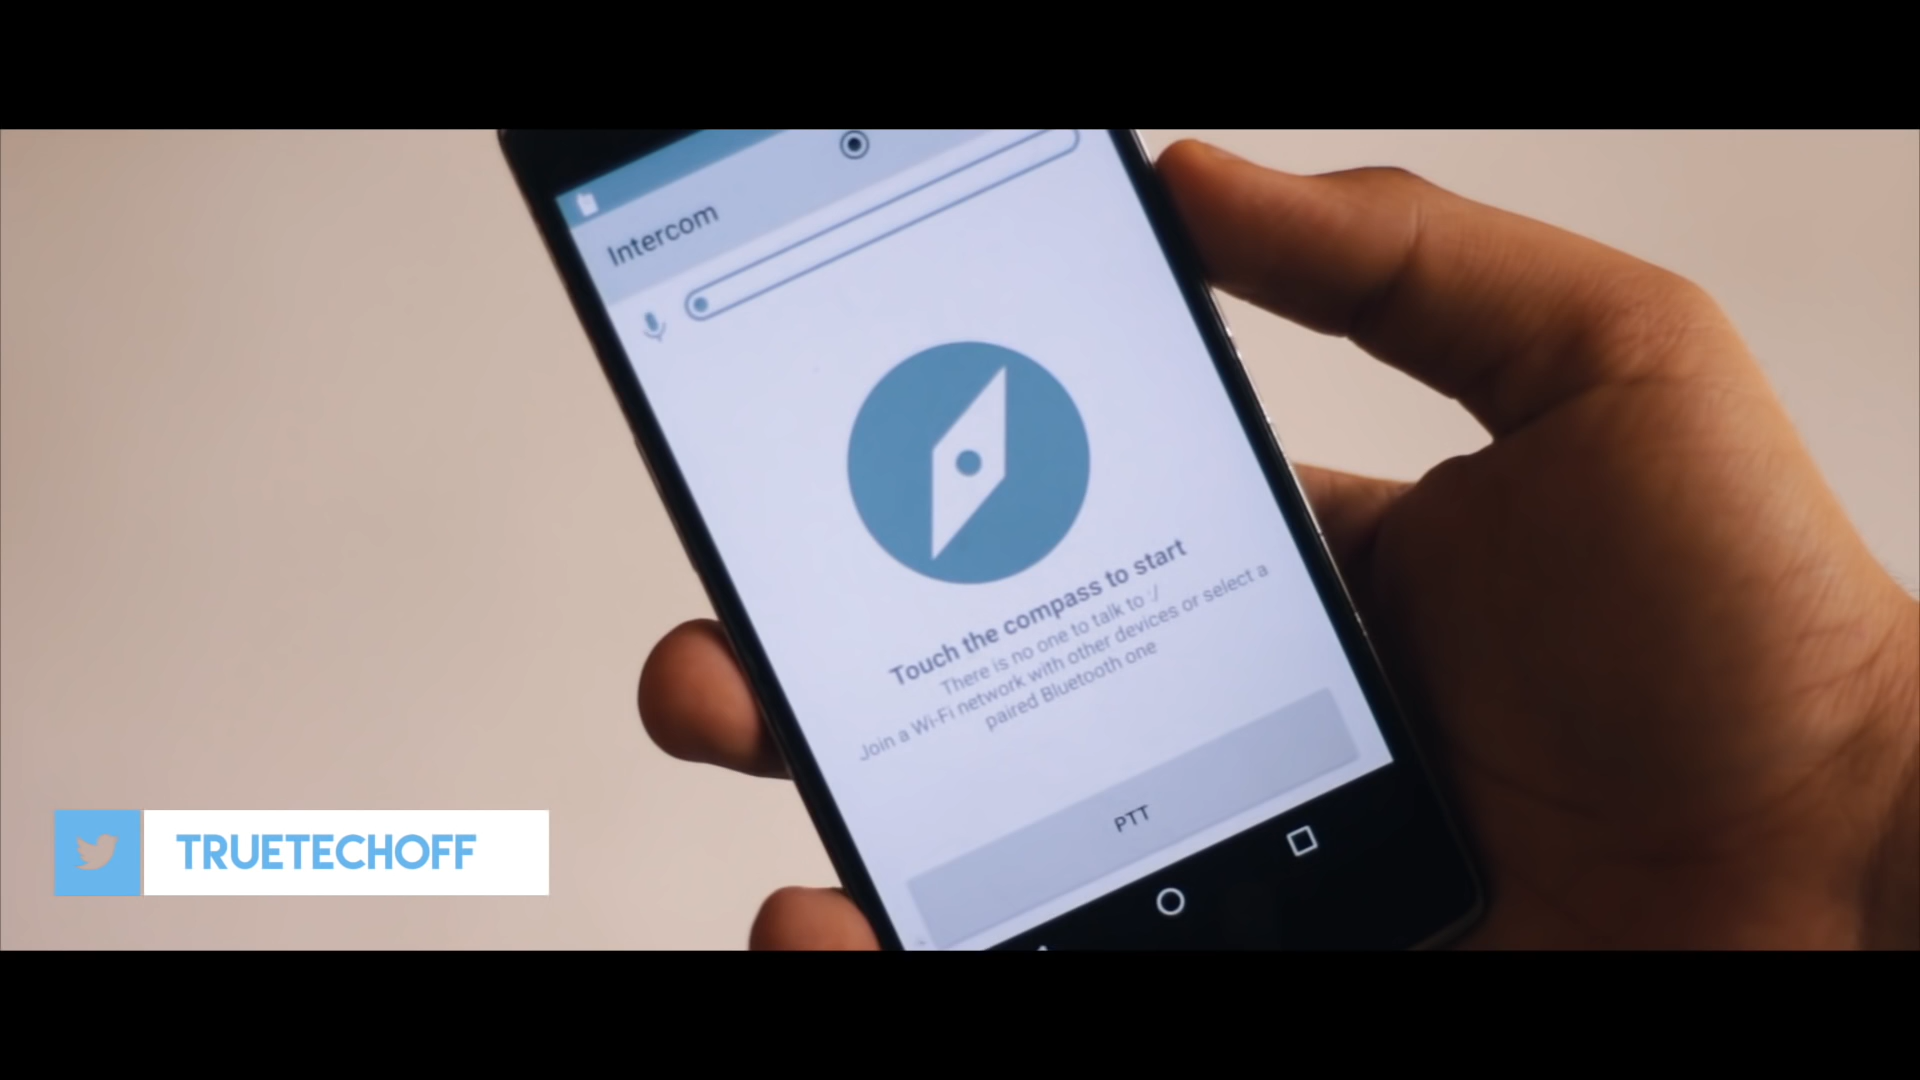 Intercom
Touch the compass to start
There is no one to talk to :/
Join a Wi-Fi network with other devices or select a
paired Bluetooth one
PTT
TRUETECHOFF